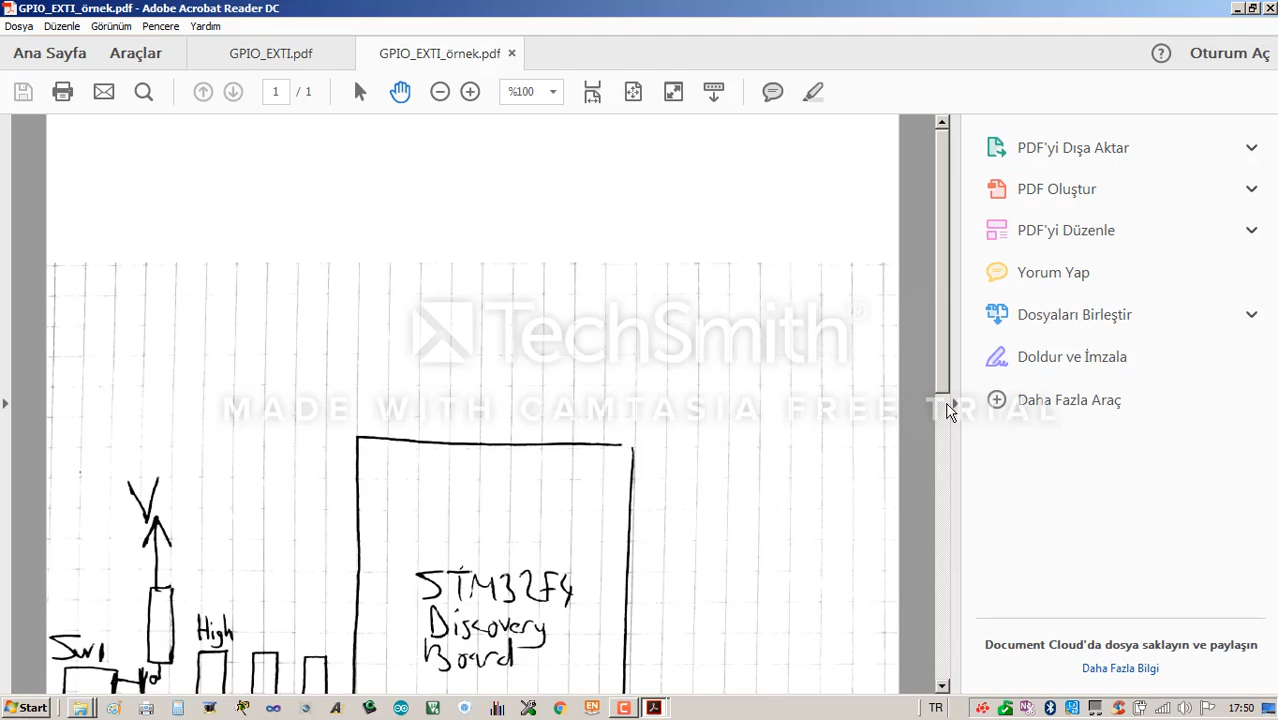 GPIO_EXTI_örnek.pdf - Adobe Acrobat Reader DC
Dosya Düzenle Görünüm Pencere Yardım
Ana Sayfa Araçlar GPIO_EXTI.pdf GPIO_EXTI_örnek.pdf × ? Oturum Aç
1 / 1 %100
PDF'yi Dışa Aktar
PDF Oluştur
PDF'yi Düzenle
Yorum Yap
Dosyaları Birleştir
Doldur ve İmzala
Daha Fazla Araç
TechSmith®
MADE WITH CAMTASIA FREE TRIAL
V
STM32F4
Discovery
Board
High
SW1
Document Cloud'da dosya saklayın ve paylaşın
Daha Fazla Bilgi
Start EN TR 17:50